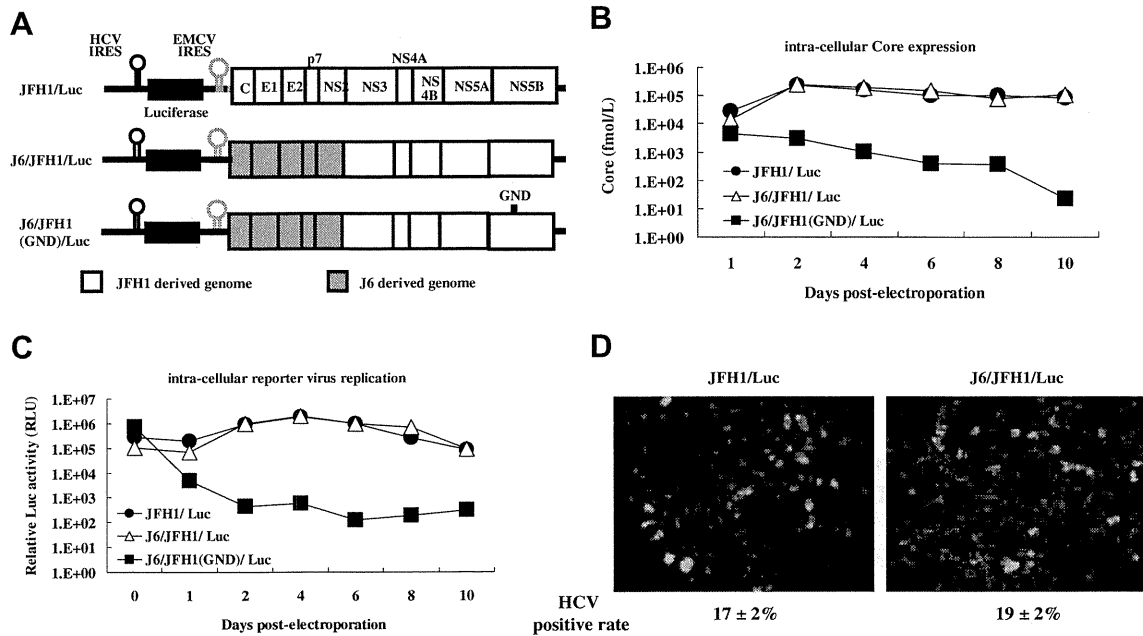 A
HCV
IRES
EMCV
IRES
p7
NS4A
JFH1/Luc
C
E1
E2
NS2
NS3
NS
4B
NS5A
NS5B
Luciferase
J6/JFH1/Luc
GND
J6/JFH1
(GND)/Luc
JFH1 derived genome
J6 derived genome
B
intra-cellular Core expression
Core (fmol/L)
1.E+06
1.E+05
1.E+04
1.E+03
1.E+02
1.E+01
1.E+00
JFH1/ Luc
J6/JFH1/ Luc
J6/JFH1(GND)/ Luc
1 2 4 6 8 10
Days post-electroporation
C
intra-cellular reporter virus replication
Relative Luc activity (RLU)
1.E+07
1.E+06
1.E+05
1.E+04
1.E+03
1.E+02
1.E+01
1.E+00
JFH1/ Luc
J6/JFH1/ Luc
J6/JFH1(GND)/ Luc
0 1 2 4 6 8 10
Days post-electroporation
D
JFH1/Luc
J6/JFH1/Luc
HCV
positive rate
17 ± 2%
19 ± 2%